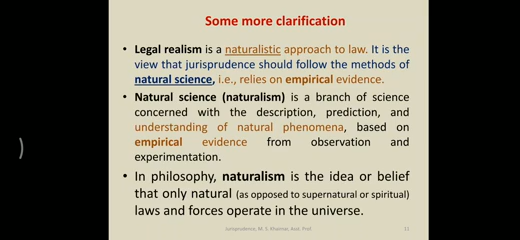 Some more clarification
• Legal realism is a naturalistic approach to law. It is the
view that jurisprudence should follow the methods of
natural science, i.e., relies on empirical evidence.
• Natural science (naturalism) is a branch of science
concerned with the description, prediction, and
understanding of natural phenomena, based on
empirical evidence from observation and
experimentation.
• In philosophy, naturalism is the idea or belief
that only natural (as opposed to supernatural or spiritual)
laws and forces operate in the universe.
Jurisprudence, M. S. Khairnar, Asst. Prof.